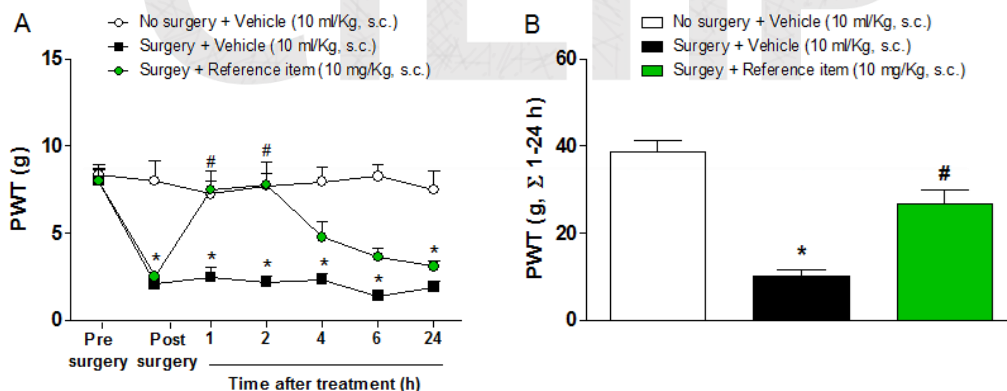 A
No surgery + Vehicle (10 ml/Kg, s.c.)
Surgery + Vehicle (10 ml/Kg, s.c.)
Surgey + Reference item (10 mg/Kg, s.c.)
PWT (g)
15
10
5
0
# #
* * * * * *
Pre surgery
Post surgery
1 2 4 6 24
Time after treatment (h)
B
No surgery + Vehicle (10 ml/Kg, s.c.)
Surgery + Vehicle (10 ml/Kg, s.c.)
Surgey + Reference item (10 mg/Kg, s.c.)
PWT (g, Σ 1-24 h)
60
40
20
0
*
#